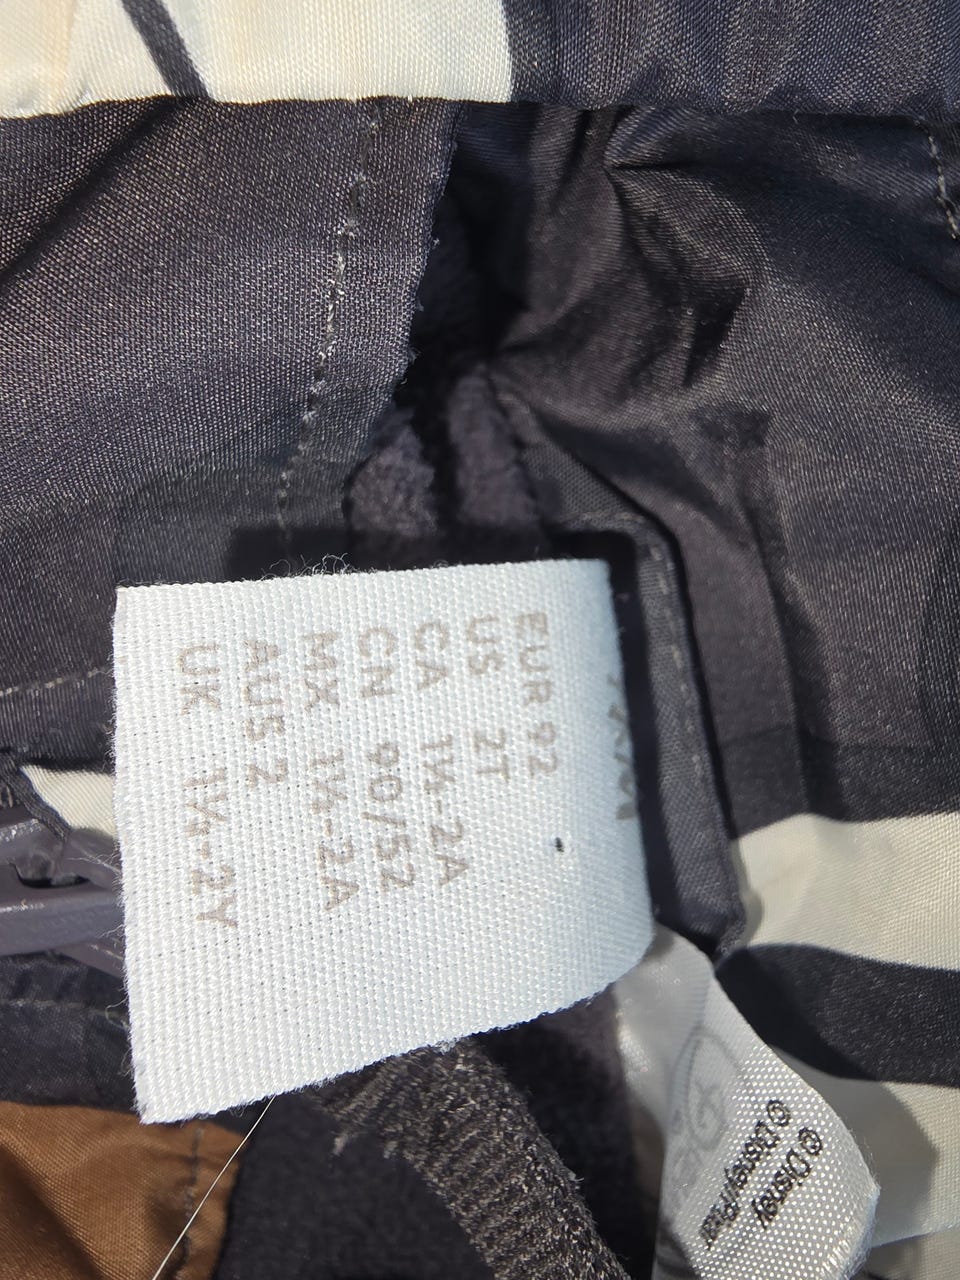 EUR 92
US 2T
CA 1½-2A
CN 90/52
MX 1½-2A
AUS 2
UK 1½-2Y
© Disney
© Disney/Pixar